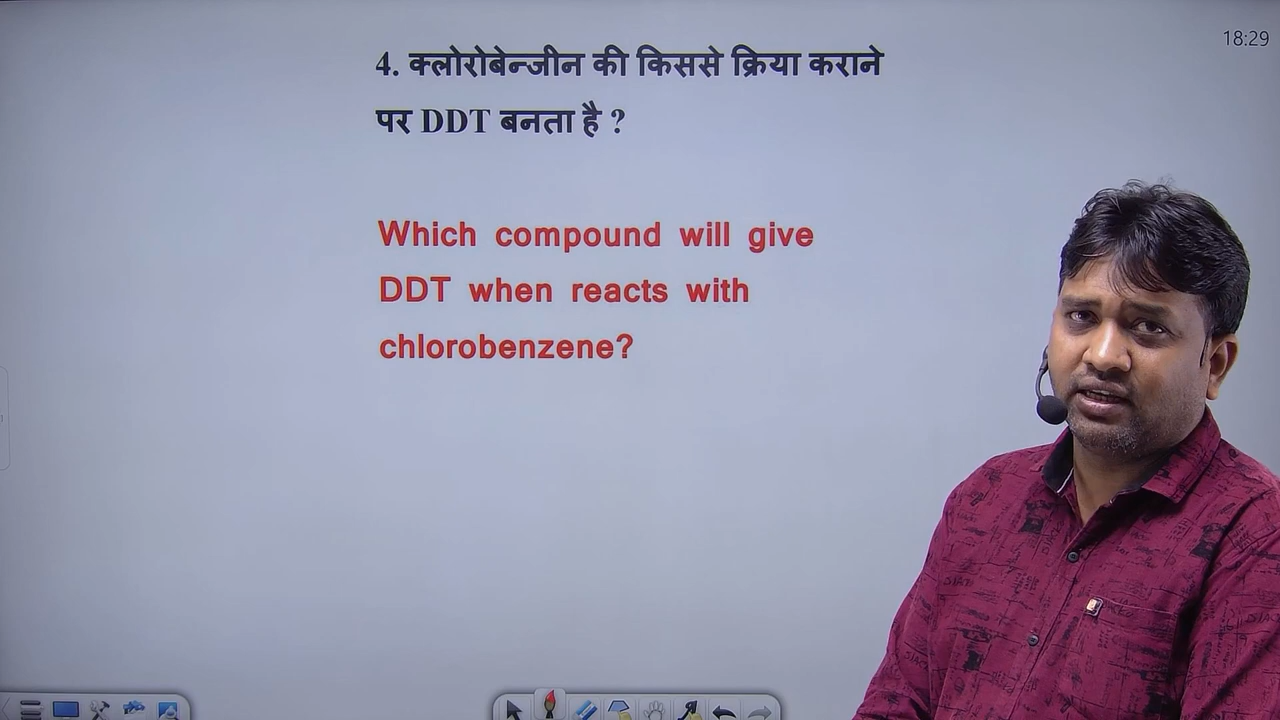 18:29
4. क्लोरोबेन्जीन की किससे क्रिया कराने
पर DDT बनता है ?
Which compound will give
DDT when reacts with
chlorobenzene?